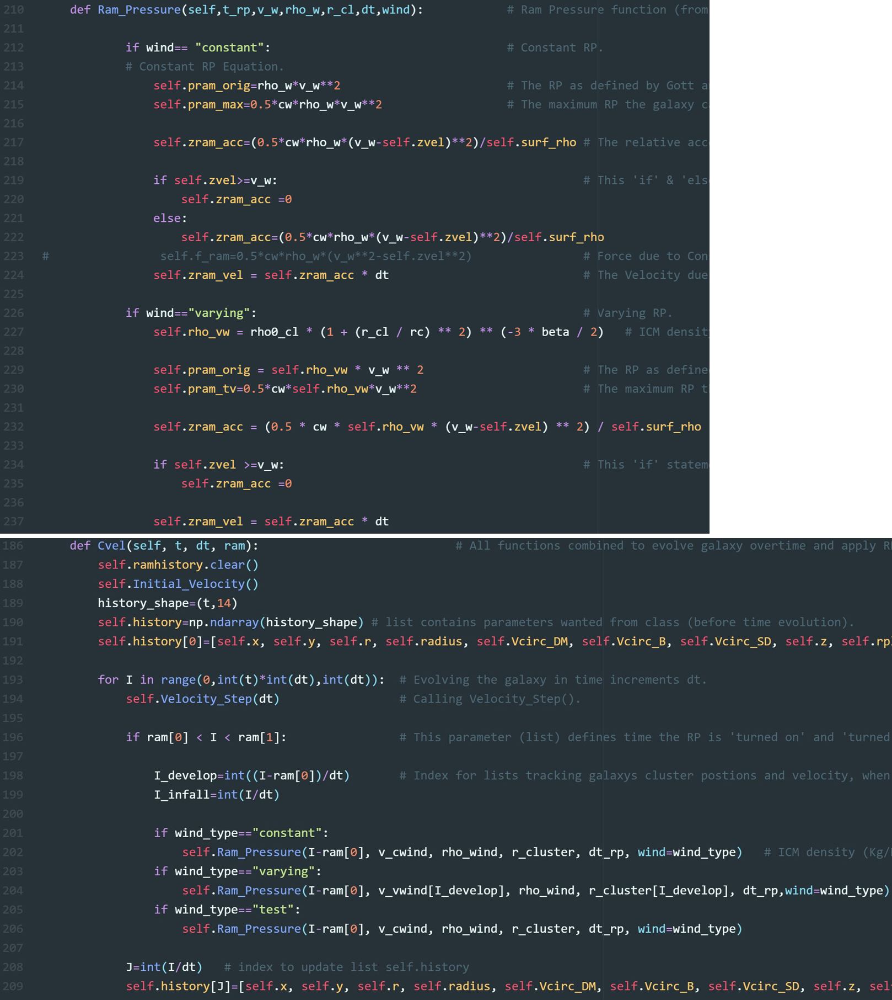 210 def Ram_Pressure(self,t_rp,v_w,rho_w,r_cl,dt,wind): # Ram Pressure function (from
211
212 if wind== "constant": # Constant RP.
213 # Constant RP Equation.
214 self.pram_orig=rho_w*v_w**2 # The RP as defined by Gott a
215 self.pram_max=0.5*cw*rho_w*v_w**2 # The maximum RP the galaxy c
216
217 self.zram_acc=(0.5*cw*rho_w*(v_w-self.zvel)**2)/self.surf_rho # The relative acc
218
219 if self.zvel>=v_w: # This 'if' & 'els
220 self.zram_acc =0
221 else:
222 self.zram_acc=(0.5*cw*rho_w*(v_w-self.zvel)**2)/self.surf_rho
223 # self.f_ram=0.5*cw*rho_w*(v_w**2-self.zvel**2) # Force due to Con
224 self.zram_vel = self.zram_acc * dt # The Velocity due
225
226 if wind=="varying": # Varying RP.
227 self.rho_vw = rho0_cl * (1 + (r_cl / rc) ** 2) ** (-3 * beta / 2) # ICM densit
228
229 self.pram_orig = self.rho_vw * v_w ** 2 # The RP as define
230 self.pram_tv=0.5*cw*self.rho_vw*v_w**2 # The maximum RP t
231
232 self.zram_acc = (0.5 * cw * self.rho_vw * (v_w-self.zvel) ** 2) / self.surf_rho
233
234 if self.zvel >=v_w: # This 'if' statem
235 self.zram_acc =0
236
237 self.zram_vel = self.zram_acc * dt
186 def Cvel(self, t, dt, ram): # All functions combined to evolve galaxy overtime and apply R
187 self.ramhistory.clear()
188 self.Initial_Velocity()
189 history_shape=(t,14)
190 self.history=np.ndarray(history_shape) # list contains parameters wanted from class (before time evolution).
191 self.history[0]=[self.x, self.y, self.r, self.radius, self.Vcirc_DM, self.Vcirc_B, self.Vcirc_SD, self.z, self.rp
192
193 for I in range(0,int(t)*int(dt),int(dt)): # Evolving the galaxy in time increments dt.
194 self.Velocity_Step(dt) # Calling Velocity_Step().
195
196 if ram[0] < I < ram[1]: # This parameter (list) defines time the RP is 'turned on' and 'turned
197
198 I_develop=int((I-ram[0])/dt) # Index for lists tracking galaxys cluster postions and velocity, when
199 I_infall=int(I/dt)
200
201 if wind_type=="constant":
202 self.Ram_Pressure(I-ram[0], v_cwind, rho_wind, r_cluster, dt_rp, wind=wind_type) # ICM density (Kg/
203 if wind_type=="varying":
204 self.Ram_Pressure(I-ram[0], v_vwind[I_develop], rho_wind, r_cluster[I_develop], dt_rp,wind=wind_type)
205 if wind_type=="test":
206 self.Ram_Pressure(I-ram[0], v_cwind, rho_wind, r_cluster, dt_rp, wind=wind_type)
207
208 J=int(I/dt) # index to update list self.history
209 self.history[J]=[self.x, self.y, self.r, self.radius, self.Vcirc_DM, self.Vcirc_B, self.Vcirc_SD, self.z, sel